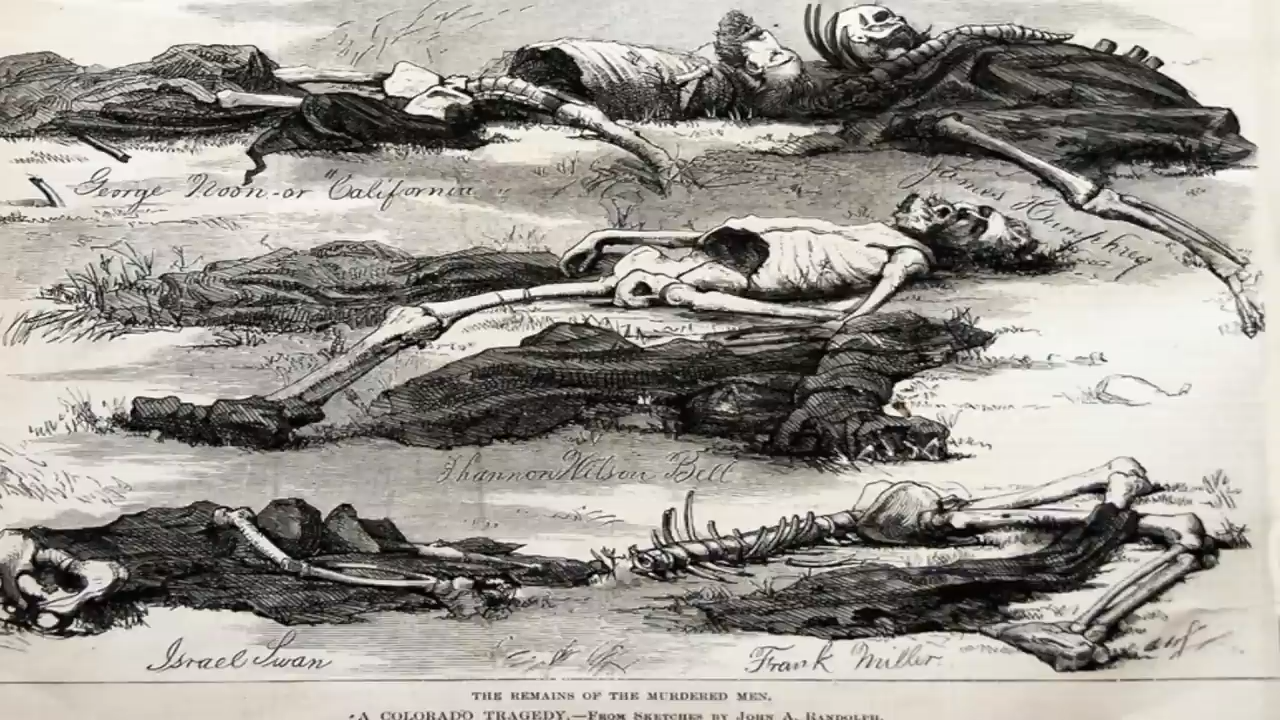 George Noon - or "California
James Humphrey
Shannon Wilson Bell
Israel Swan
Frank Miller.
THE REMAINS OF THE MURDERED MEN.
A COLORADO TRAGEDY.—From Sketches by John A. Randolph.